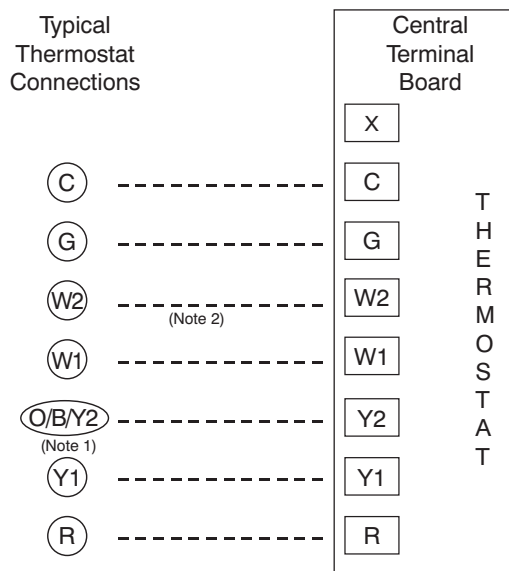 Typical
Thermostat
Connections
Central
Terminal
Board
X
C
C
G
G
W2
(Note 2)
W2
W1
W1
O/B/Y2
(Note 1)
Y2
Y1
Y1
R
R
THERMOSTAT